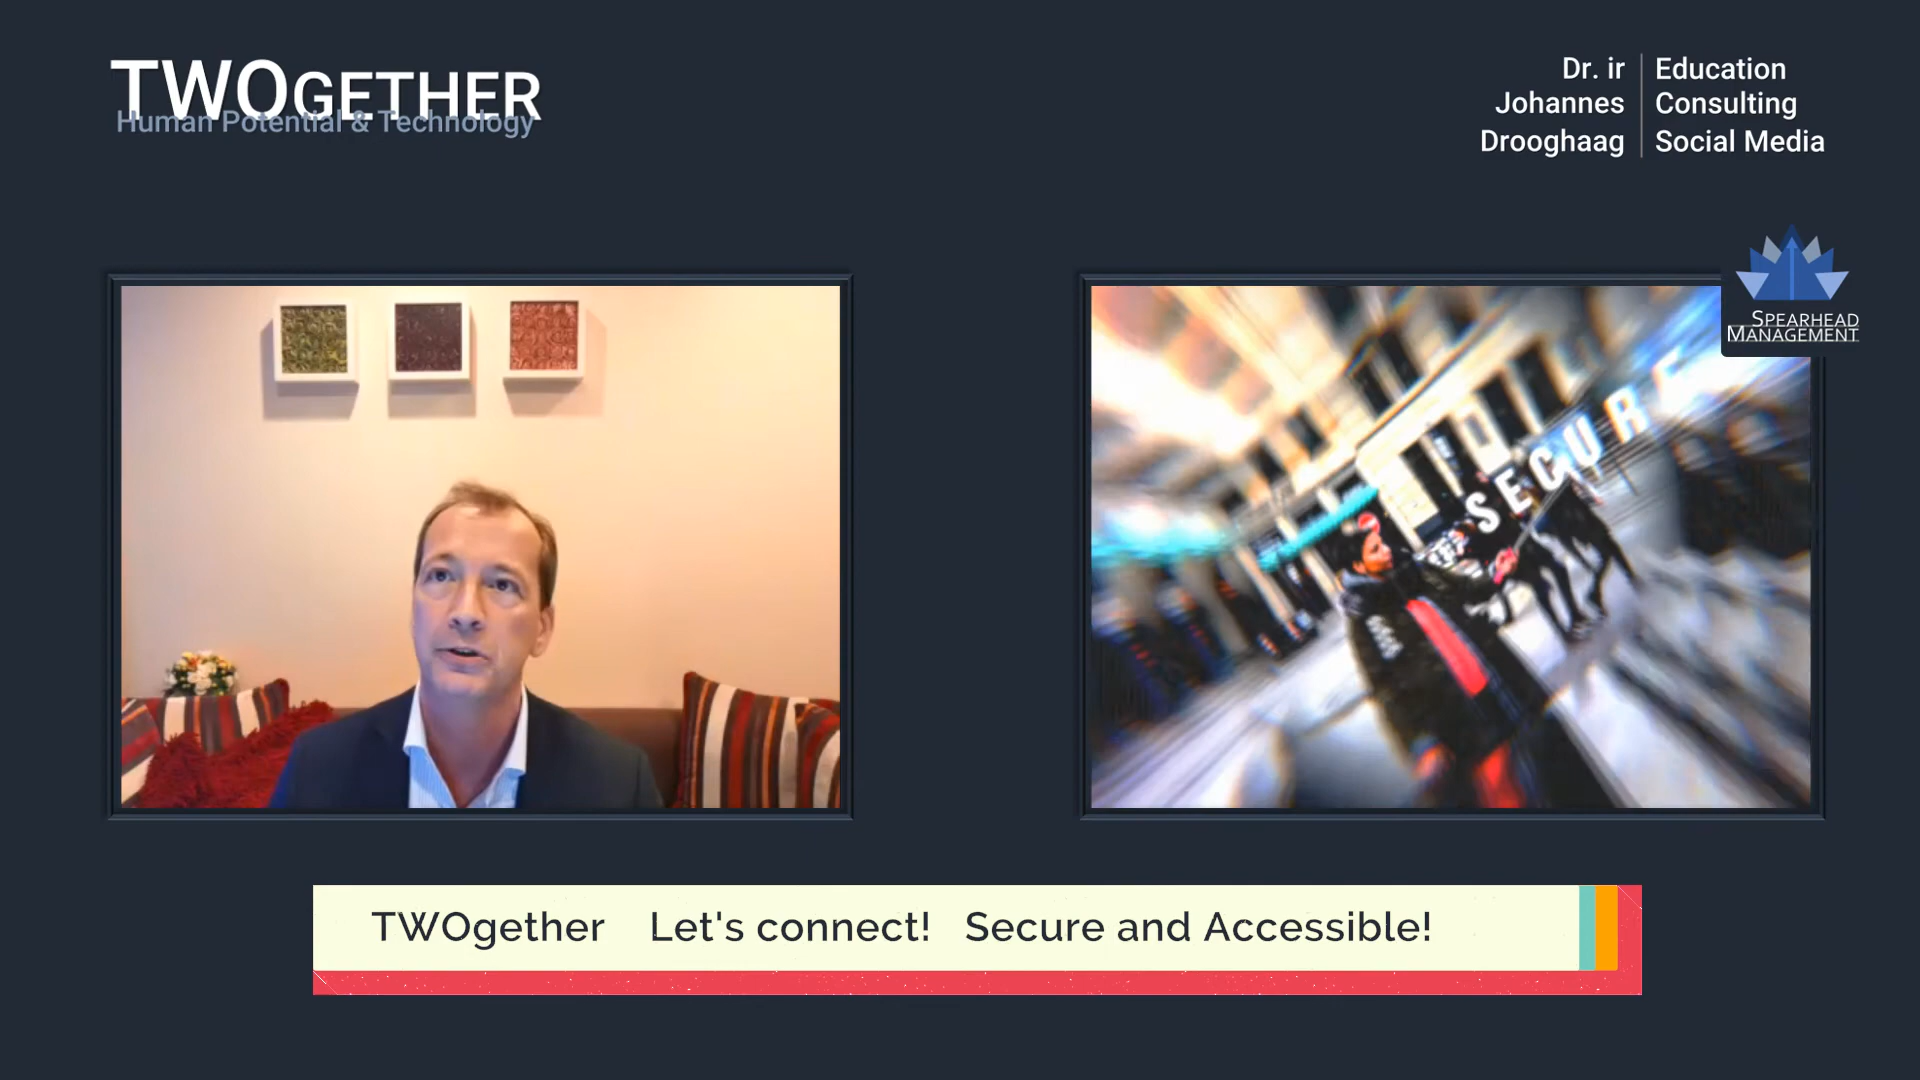 TWOGETHER
Human Potential & Technology
Dr. ir
Johannes
Drooghaag
Education
Consulting
Social Media
SPEARHEAD
MANAGEMENT
SECURE
TWOgether Let's connect! Secure and Accessible!